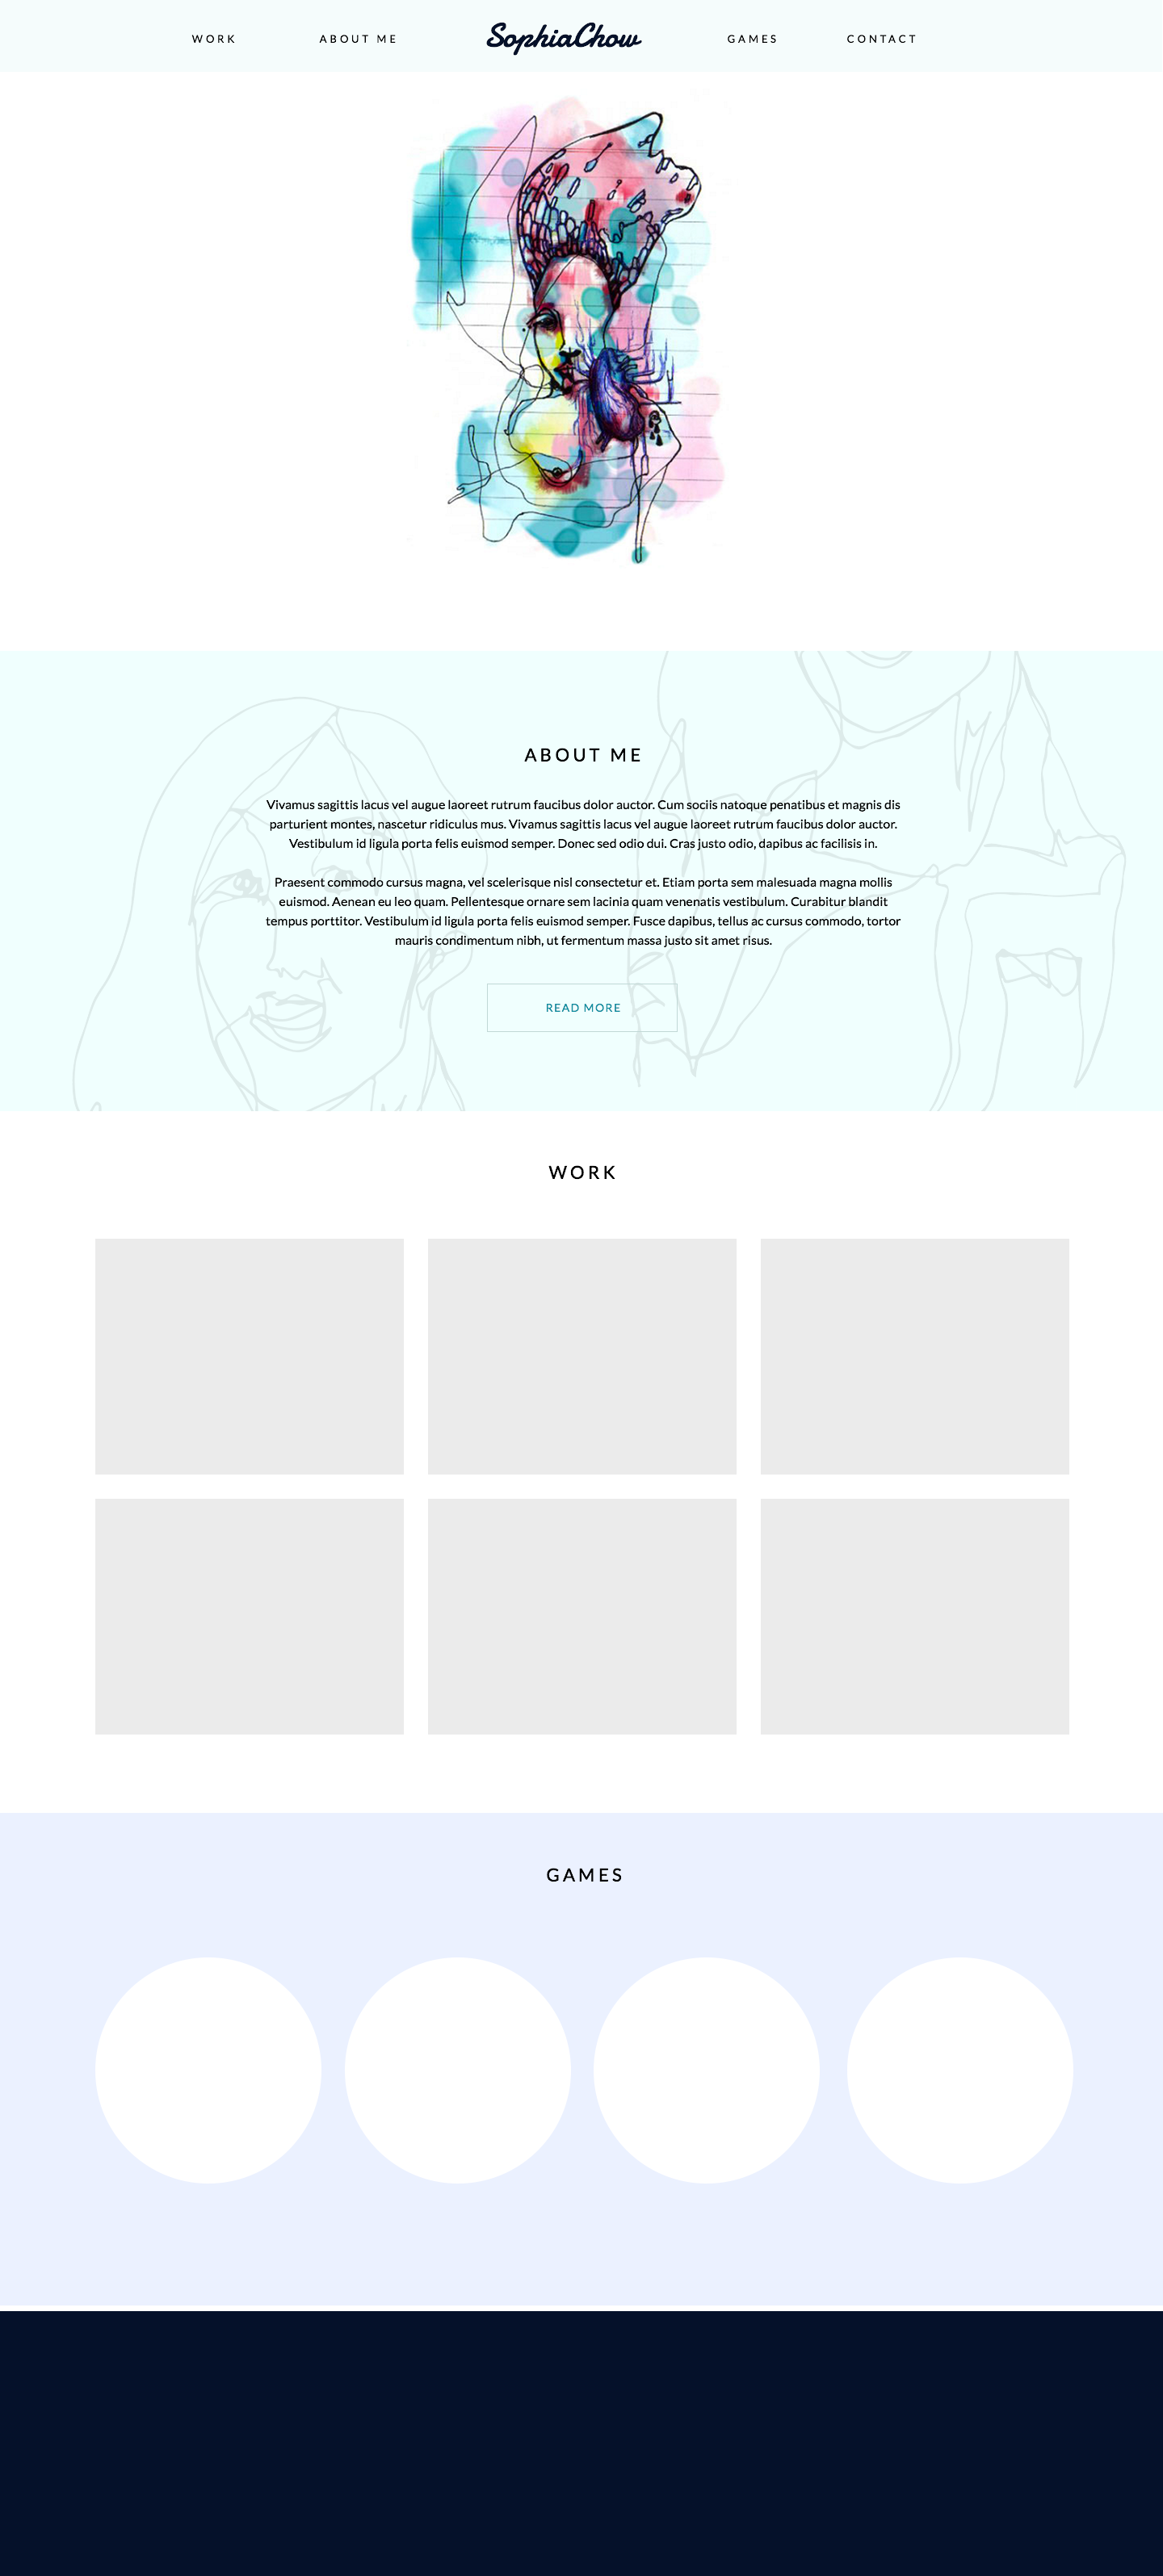 WORK
ABOUT ME
SophiaChow
GAMES
CONTACT
ABOUT ME
Vivamus sagittis lacus vel augue laoreet rutrum faucibus dolor auctor. Cum sociis natoque penatibus et magnis dis
parturient montes, nascetur ridiculus mus. Vivamus sagittis lacus vel augue laoreet rutrum faucibus dolor auctor.
Vestibulum id ligula porta felis euismod semper. Donec sed odio dui. Cras justo odio, dapibus ac facilisis in.
Praesent commodo cursus magna, vel scelerisque nisl consectetur et. Etiam porta sem malesuada magna mollis
euismod. Aenean eu leo quam. Pellentesque ornare sem lacinia quam venenatis vestibulum. Curabitur blandit
tempus porttitor. Vestibulum id ligula porta felis euismod semper. Fusce dapibus, tellus ac cursus commodo, tortor
mauris condimentum nibh, ut fermentum massa justo sit amet risus.
READ MORE
WORK
GAMES